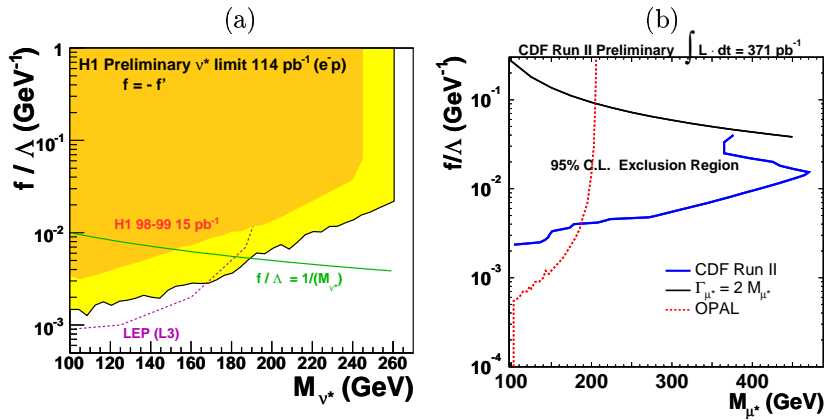 (a)
(b)
H1 Preliminary ν* limit 114 pb⁻¹ (e⁻p)
f = - f'
H1 98-99 15 pb⁻¹
f / Λ = 1/(M_ν*)
LEP (L3)
f / Λ (GeV⁻¹)
1
10⁻¹
10⁻²
10⁻³
100 120 140 160 180 200 220 240 260
M_ν* (GeV)
CDF Run II Preliminary ∫ L · dt = 371 pb⁻¹
95% C.L. Exclusion Region
CDF Run II
Γ_μ* = 2 M_μ*
OPAL
f/Λ (GeV⁻¹)
10⁻¹
10⁻²
10⁻³
10⁻⁴
100 200 300 400
M_μ* (GeV)